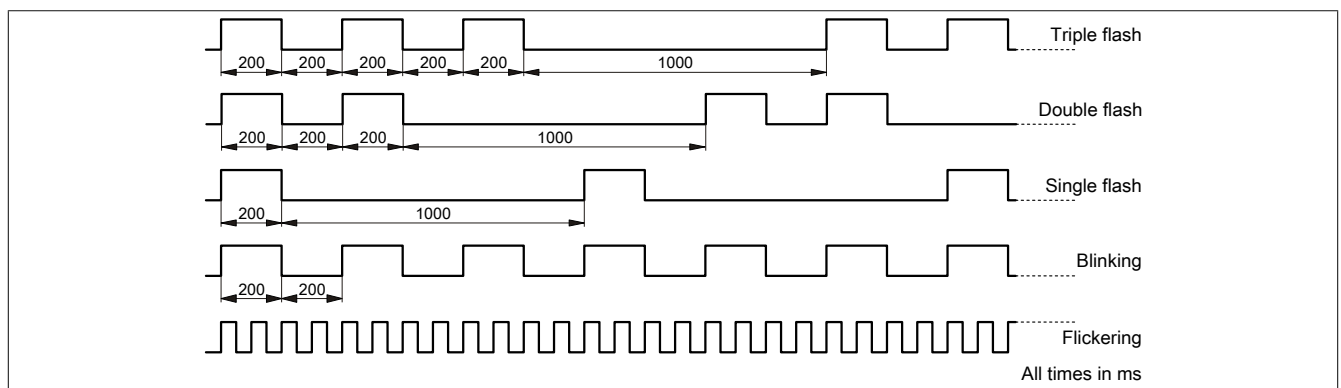 Triple flash
200 200 200 200 200 1000
Double flash
200 200 200 1000
Single flash
200 1000
Blinking
200 200
Flickering
All times in ms